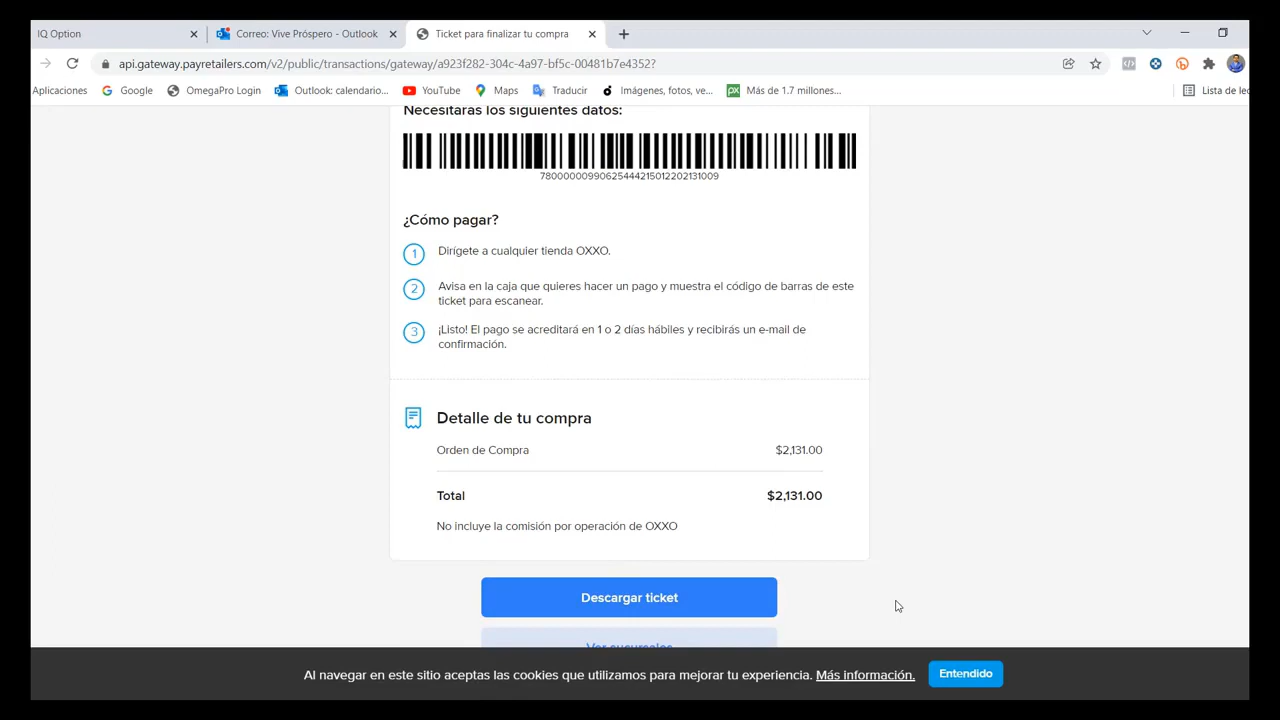 IQ Option
Correo: Vive Próspero - Outlook
Ticket para finalizar tu compra
api.gateway.payretailers.com/v2/public/transactions/gateway/a923f282-304c-4a97-bf5c-00481b7e4352?
Aplicaciones
Google
OmegaPro Login
Outlook: calendario...
YouTube
Maps
Traducir
Imágenes, fotos, ve...
Más de 1.7 millones...
Lista de lec
Necesitarás los siguientes datos:
78000000990625444215012202131009
¿Cómo pagar?
1 Dirígete a cualquier tienda OXXO.
2 Avisa en la caja que quieres hacer un pago y muestra el código de barras de este
ticket para escanear.
3 ¡Listo! El pago se acreditará en 1 o 2 días hábiles y recibirás un e-mail de
confirmación.
Detalle de tu compra
Orden de Compra $2,131.00
Total $2,131.00
No incluye la comisión por operación de OXXO
Descargar ticket
Ver sucursales
Al navegar en este sitio aceptas las cookies que utilizamos para mejorar tu experiencia. Más información.
Entendido